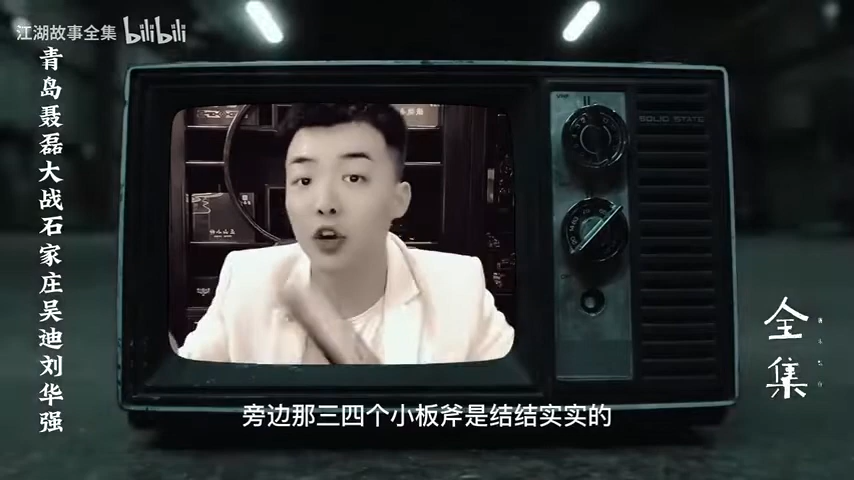 江湖故事全集 bilibili
青岛聂磊大战石家庄吴迪刘华强
SOLID STATE
全集
旁边那三四个小板斧是结结实实的